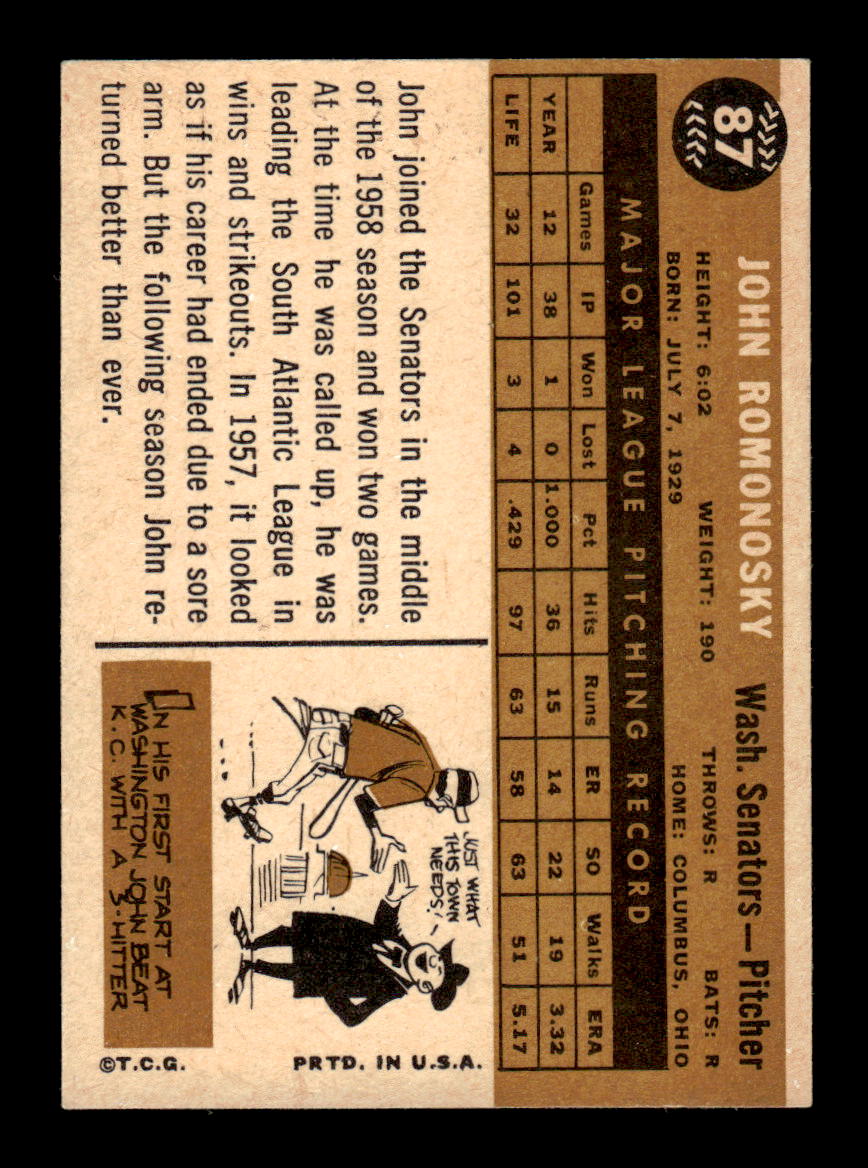 87
JOHN ROMONOSKY Wash. Senators—Pitcher
HEIGHT: 6:02 WEIGHT: 190 THROWS: R BATS: R
BORN: JULY 7, 1929 HOME: COLUMBUS, OHIO
MAJOR LEAGUE PITCHING RECORD
Games IP Won Lost Pct Hits Runs ER SO Walks ERA
YEAR 12 38 1 0 1.000 36 15 14 22 19 3.32
LIFE 32 101 3 4 .429 97 63 58 63 51 5.17
John joined the Senators in the middle
of the 1958 season and won two games.
At the time he was called up, he was
leading the South Atlantic League in
wins and strikeouts. In 1957, it looked
as if his career had ended due to a sore
arm. But the following season John re-
turned better than ever.
JUST WHAT
THIS TOWN
NEEDS!
IN HIS FIRST START AT
WASHINGTON JOHN BEAT
K.C. WITH A 3-HITTER
©T.C.G. PRTD. IN U.S.A.